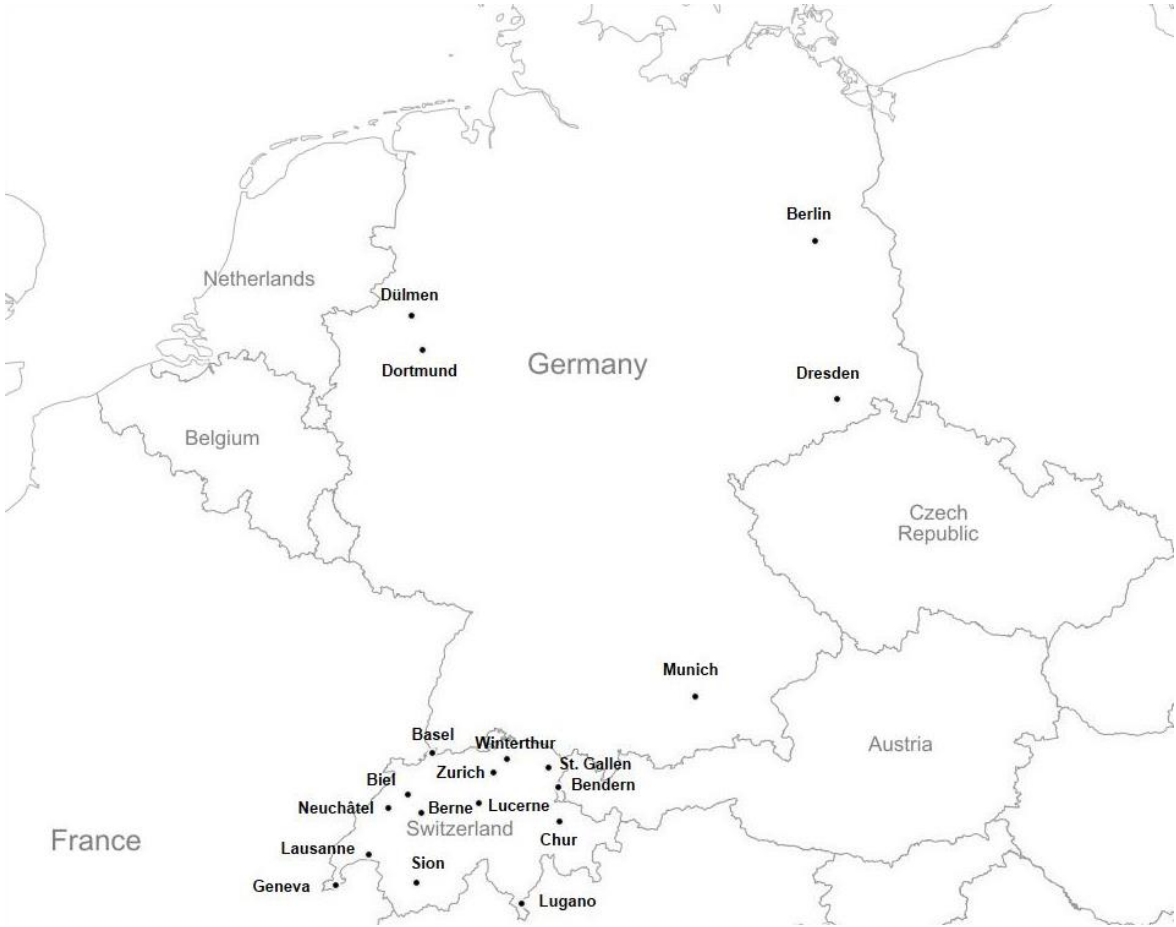 Berlin
Netherlands
Dülmen
Germany
Dortmund
Dresden
Belgium
Czech
Republic
Munich
Basel
Winterthur
Austria
Zurich
St. Gallen
Biel
Bendern
Neuchâtel
Berne
Lucerne
Switzerland
France
Chur
Lausanne
Sion
Geneva
Lugano